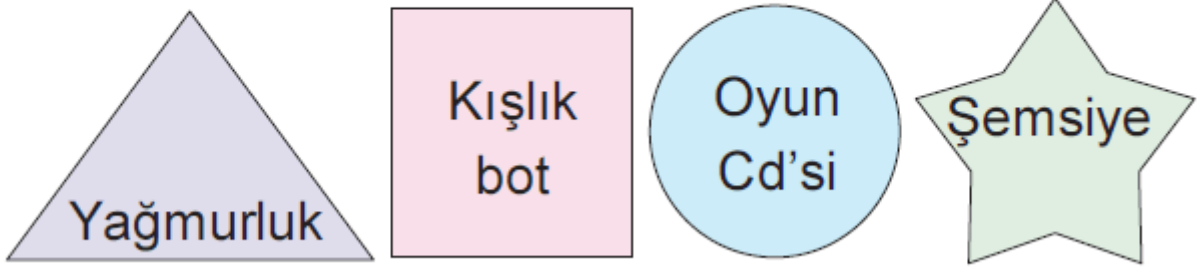 Yağmurluk
Kışlık
bot
Oyun
Cd'si
Şemsiye